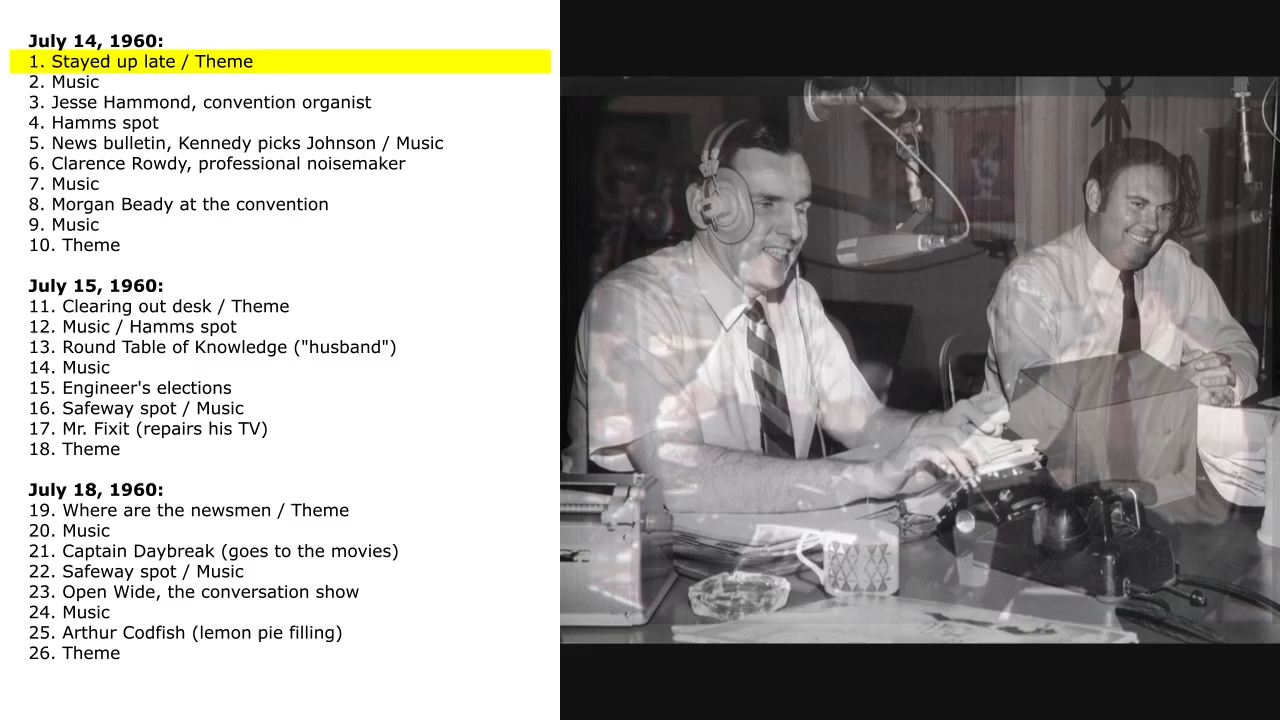 July 14, 1960:
1. Stayed up late / Theme
2. Music
3. Jesse Hammond, convention organist
4. Hamms spot
5. News bulletin, Kennedy picks Johnson / Music
6. Clarence Rowdy, professional noisemaker
7. Music
8. Morgan Beady at the convention
9. Music
10. Theme
July 15, 1960:
11. Clearing out desk / Theme
12. Music / Hamms spot
13. Round Table of Knowledge ("husband")
14. Music
15. Engineer's elections
16. Safeway spot / Music
17. Mr. Fixit (repairs his TV)
18. Theme
July 18, 1960:
19. Where are the newsmen / Theme
20. Music
21. Captain Daybreak (goes to the movies)
22. Safeway spot / Music
23. Open Wide, the conversation show
24. Music
25. Arthur Codfish (lemon pie filling)
26. Theme